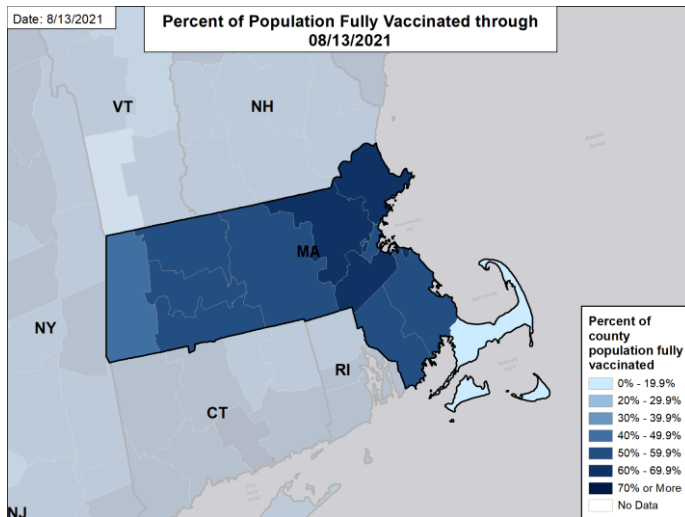 Date: 8/13/2021
Percent of Population Fully Vaccinated through
08/13/2021
VT
NH
MA
NY
CT
RI
NJ
Percent of
county
population fully
vaccinated
0% - 19.9%
20% - 29.9%
30% - 39.9%
40% - 49.9%
50% - 59.9%
60% - 69.9%
70% or More
No Data